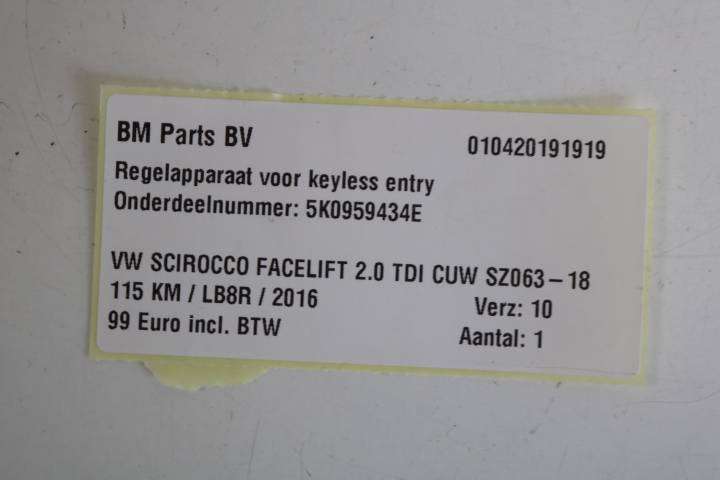 BM Parts BV 010420191919
Regelapparaat voor keyless entry
Onderdeelnummer: 5K0959434E
VW SCIROCCO FACELIFT 2.0 TDI CUW SZ063-18
115 KM / LB8R / 2016 Verz: 10
99 Euro incl. BTW Aantal: 1